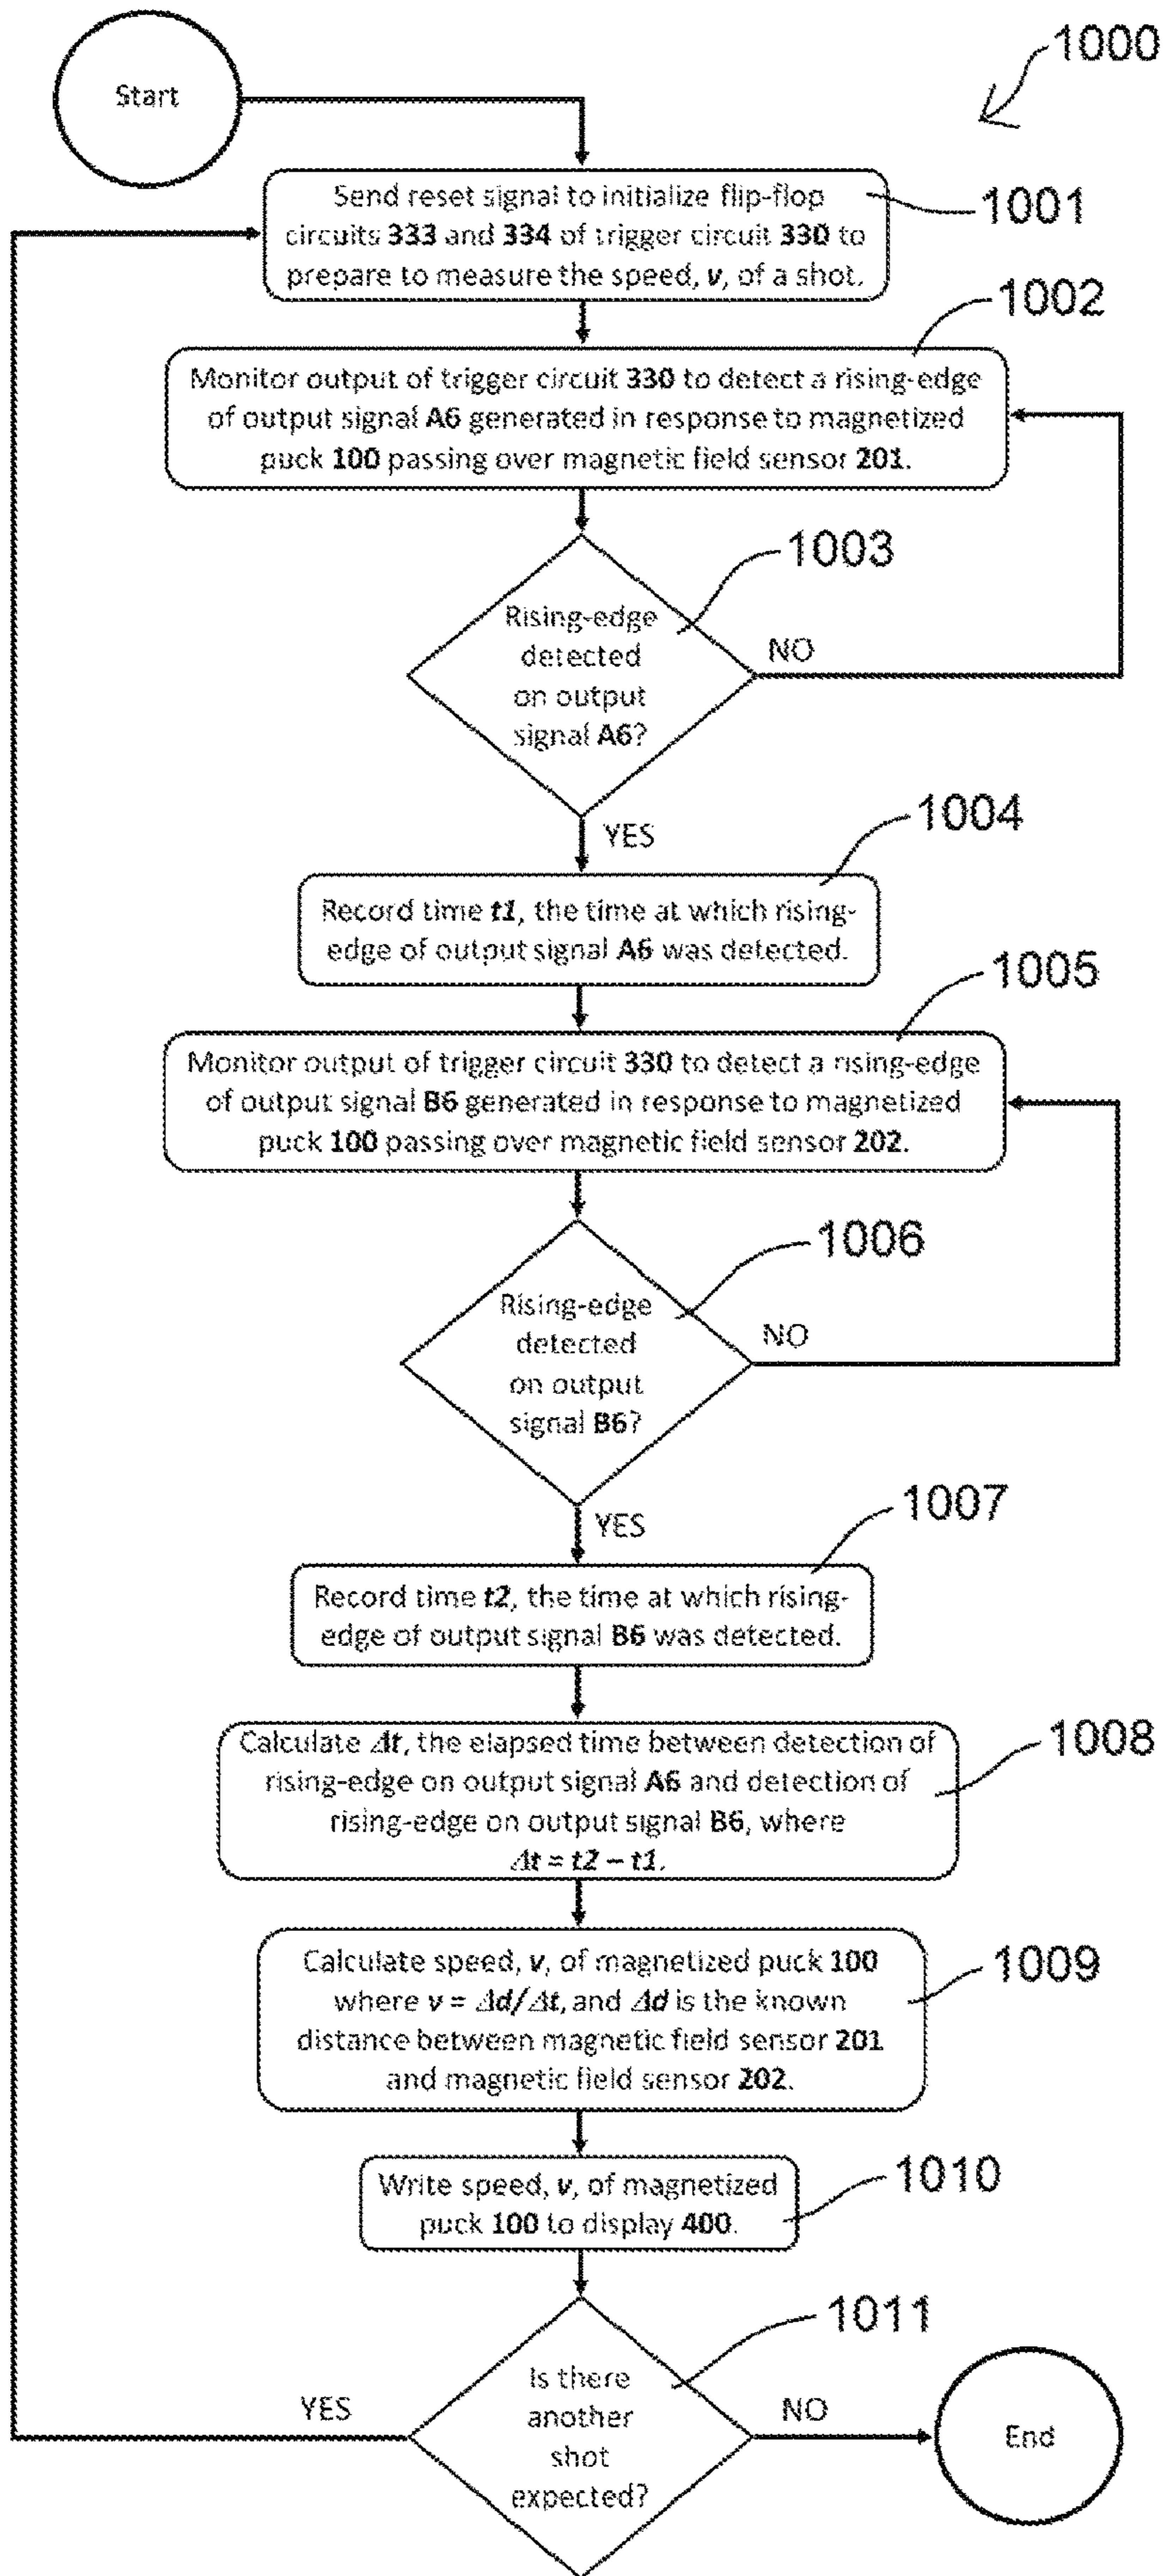 1000
Start
Send reset signal to initialize flip-flop
circuits 333 and 334 of trigger circuit 330 to
prepare to measure the speed, v, of a shot.
1001
1002
Monitor output of trigger circuit 330 to detect a rising-edge
of output signal A6 generated in response to magnetized
puck 100 passing over magnetic field sensor 201.
1003
Rising-edge
detected
on output
signal A6?
NO
YES
1004
Record time t1, the time at which rising-
edge of output signal A6 was detected.
1005
Monitor output of trigger circuit 330 to detect a rising-edge
of output signal B6 generated in response to magnetized
puck 100 passing over magnetic field sensor 202.
1006
Rising-edge
detected
on output
signal B6?
NO
YES
1007
Record time t2, the time at which rising-
edge of output signal B6 was detected.
1008
Calculate Δt, the elapsed time between detection of
rising-edge on output signal A6 and detection of
rising-edge on output signal B6, where
Δt = t2 – t1.
1009
Calculate speed, v, of magnetized puck 100
where v = Δd/Δt, and Δd is the known
distance between magnetic field sensor 201
and magnetic field sensor 202.
1010
Write speed, v, of magnetized
puck 100 to display 400.
1011
Is there
another
shot
expected?
YES
NO
End